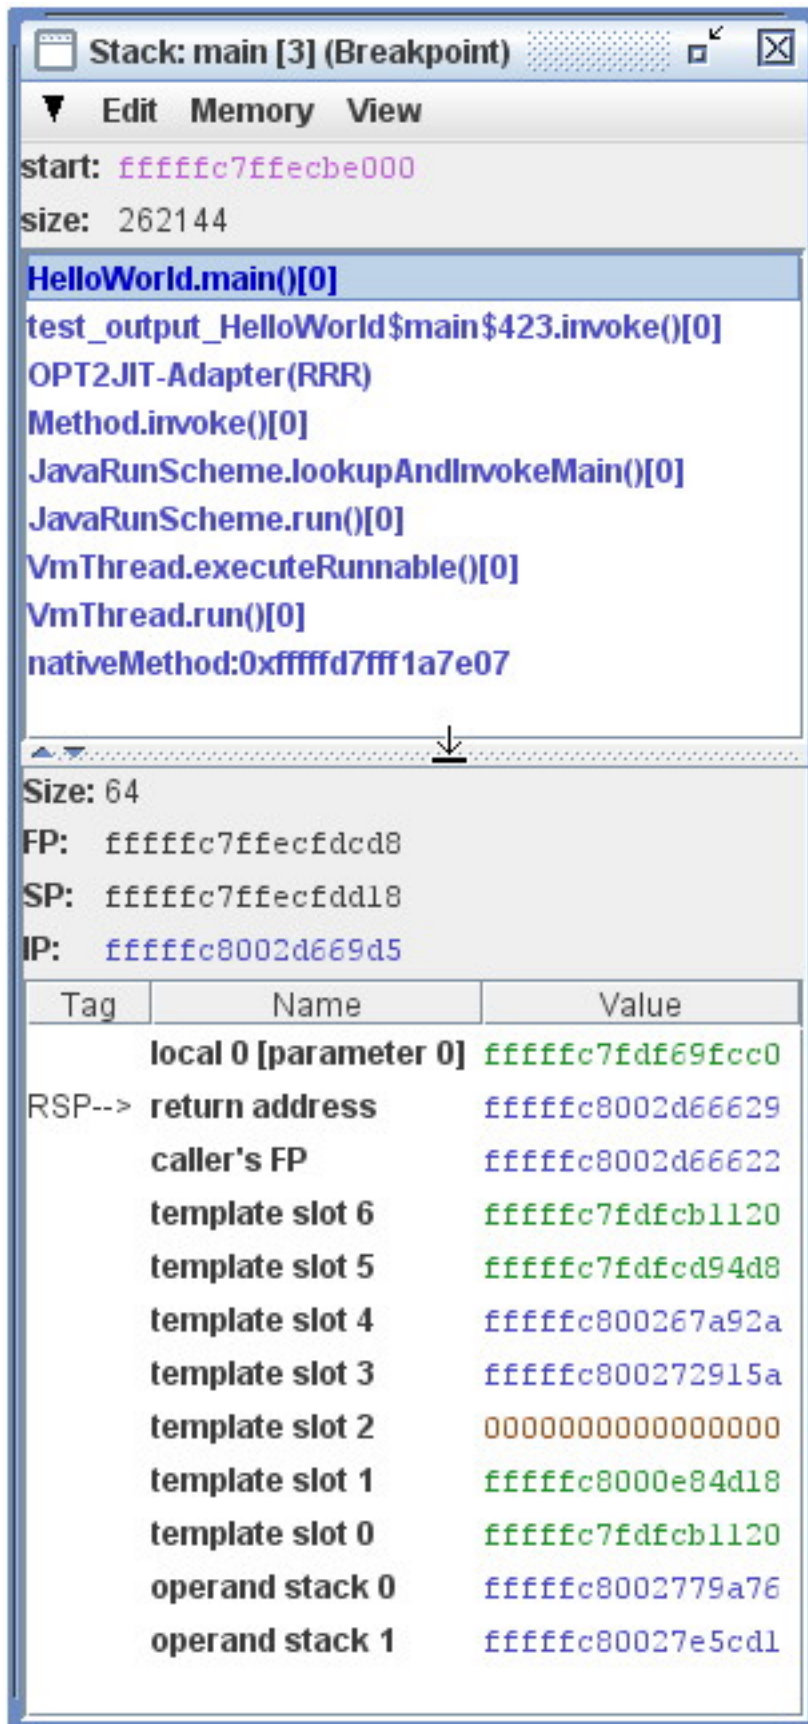 Stack: main [3] (Breakpoint)
Edit Memory View
start: fffffc7ffecbe000
size: 262144
HelloWorld.main()[0]
test_output_HelloWorld$main$423.invoke()[0]
OPT2JIT-Adapter(RRR)
Method.invoke()[0]
JavaRunScheme.lookupAndInvokeMain()[0]
JavaRunScheme.run()[0]
VmThread.executeRunnable()[0]
VmThread.run()[0]
nativeMethod:0xfffffd7fff1a7e07
Size: 64
FP: fffffc7ffecfdcd8
SP: fffffc7ffecfdd18
IP: fffffc8002d669d5
Tag Name Value
local 0 [parameter 0] fffffc7fdf69fcc0
RSP--> return address fffffc8002d66629
caller's FP fffffc8002d66622
template slot 6 fffffc7fdfcb1120
template slot 5 fffffc7fdfcd94d8
template slot 4 fffffc800267a92a
template slot 3 fffffc800272915a
template slot 2 0000000000000000
template slot 1 fffffc8000e84d18
template slot 0 fffffc7fdfcb1120
operand stack 0 fffffc8002779a76
operand stack 1 fffffc80027e5cd1